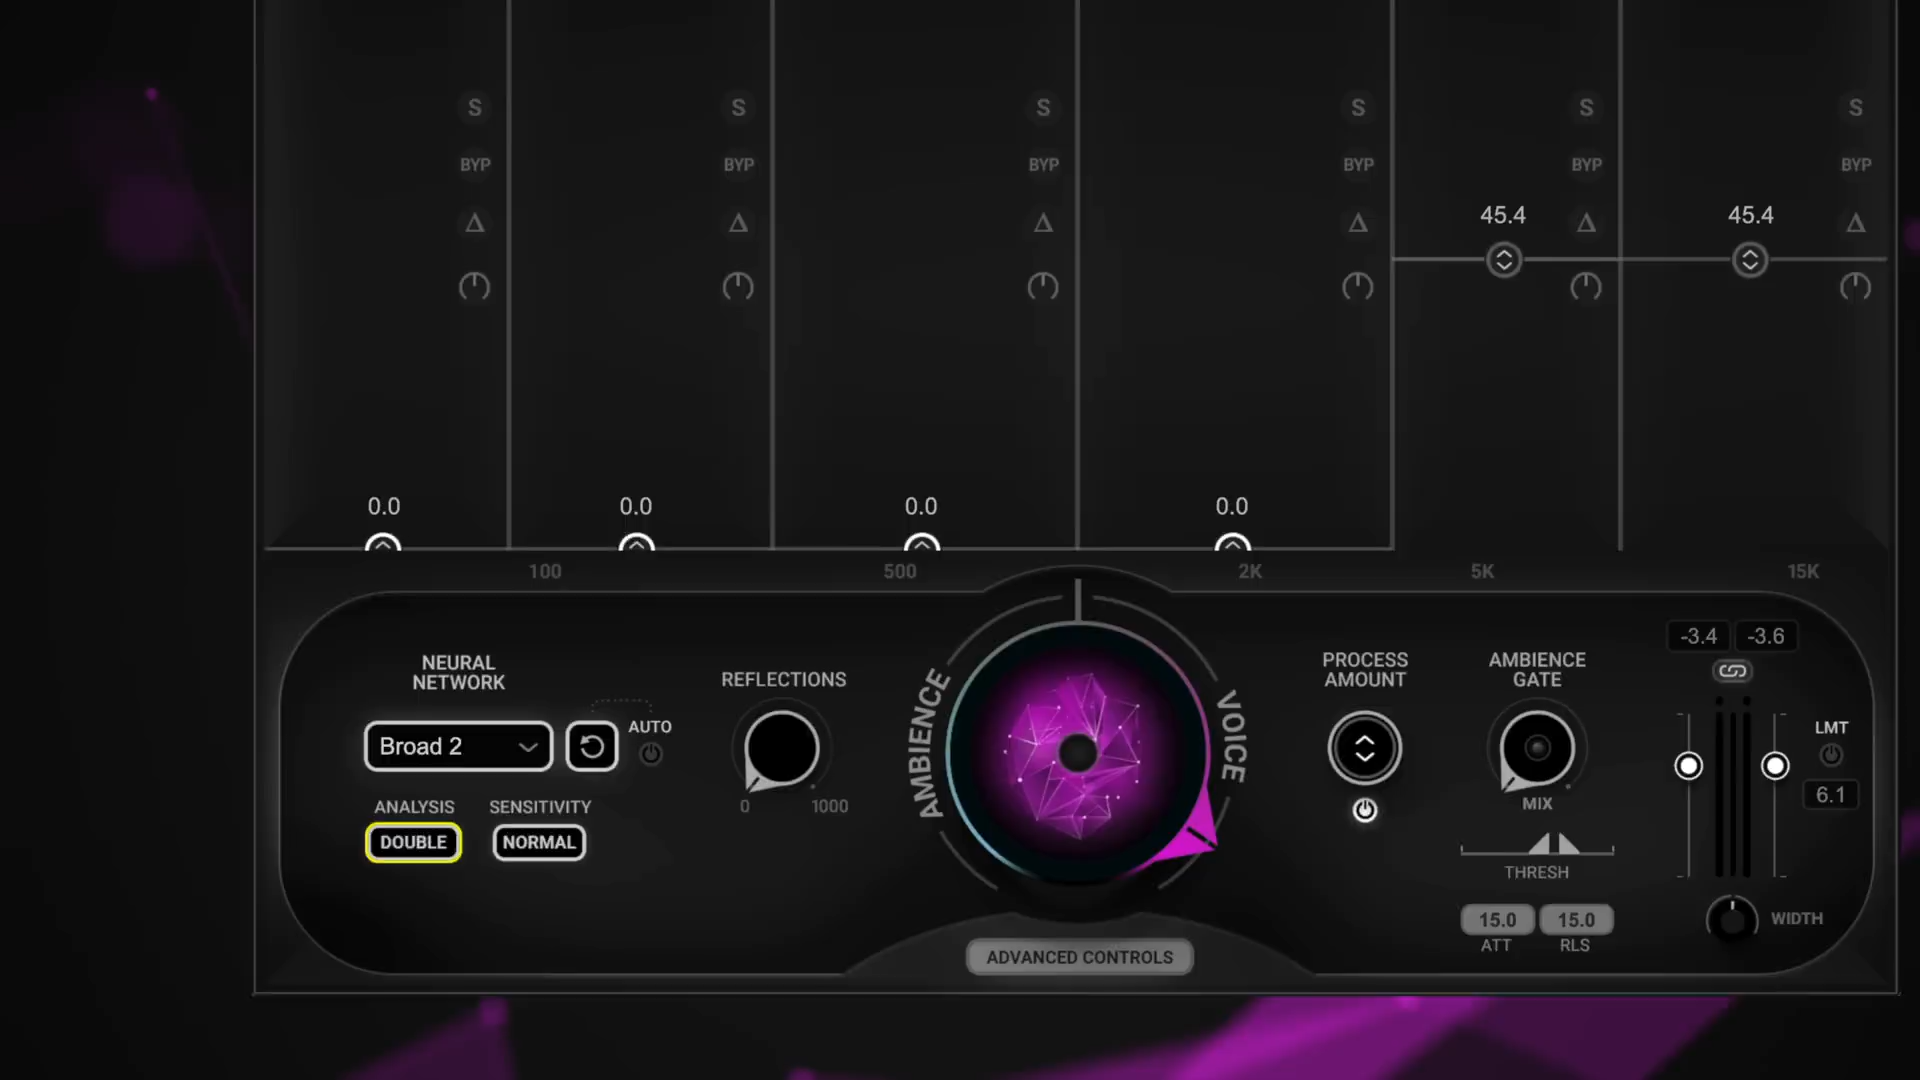 S S S S S S
BYP BYP BYP BYP BYP BYP
45.4 45.4
Δ Δ Δ Δ Δ Δ
0.0 0.0 0.0 0.0
100 500 2K 5K 15K
NEURAL
NETWORK
Broad 2
AUTO
ANALYSIS SENSITIVITY
DOUBLE NORMAL
REFLECTIONS
0 1000
AMBIENCE
VOICE
ADVANCED CONTROLS
PROCESS
AMOUNT
AMBIENCE
GATE
MIX
THRESH
15.0 15.0
ATT RLS
-3.4 -3.6
LMT
6.1
WIDTH